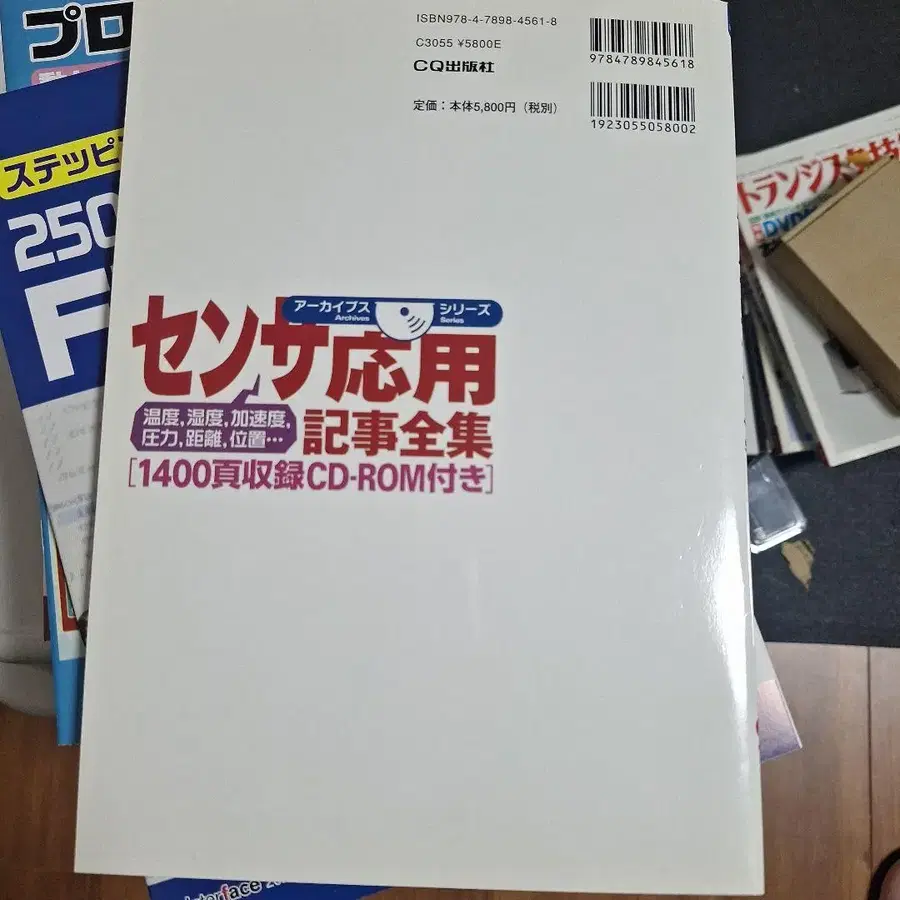 ISBN978-4-7898-4561-8
C3055 ¥5800E
CQ出版社
定価：本体5,800円（税別）
9784789845618
1923055058002
アーカイブス
Archives
シリーズ
Series
センサ応用
温度，湿度，加速度，
圧力，距離，位置…
記事全集
［1400頁収録CD-ROM付き］
プロ
ステッピ
250
F
トランジスタ技
DVD
Interface